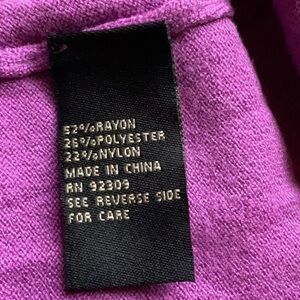 52%RAYON
26%POLYESTER
22%NYLON
MADE IN CHINA
RN 92309
SEE REVERSE SIDE
FOR CARE